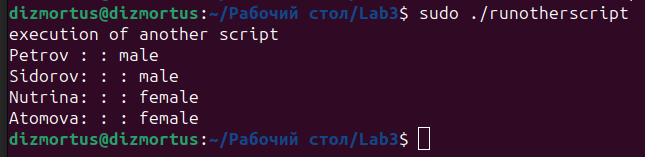 dizmortus@dizmortus:~/Рабочий стол/Lab3$ sudo ./runotherscript
execution of another script
Petrov : : male
Sidorov: : : male
Nutrina: : : female
Atomova: : : female
dizmortus@dizmortus:~/Рабочий стол/Lab3$